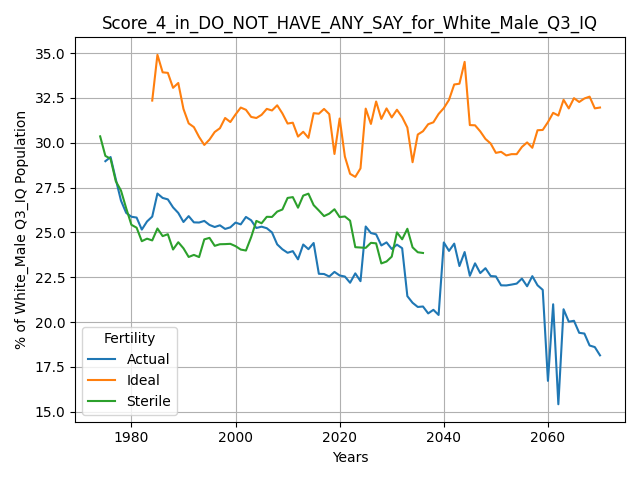 Score_4_in_DO_NOT_HAVE_ANY_SAY_for_White_Male_Q3_IQ
% of White_Male Q3_IQ Population
35.0
32.5
30.0
27.5
25.0
22.5
20.0
17.5
15.0
Fertility
Actual
Ideal
Sterile
1980 2000 2020 2040 2060
Years